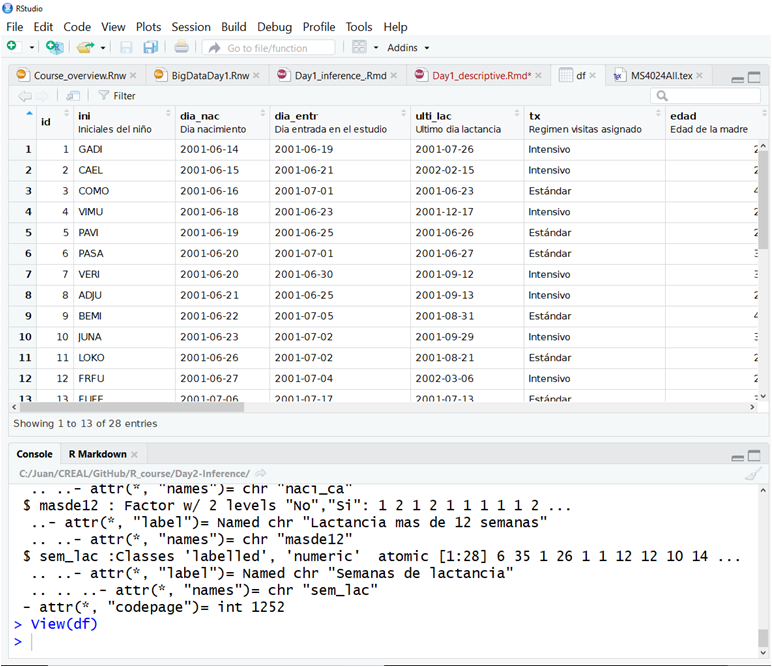 RStudio
File Edit Code View Plots Session Build Debug Profile Tools Help
Go to file/function Addins
Course_overview.Rnw BigDataDay1.Rnw Day1_inference_.Rmd Day1_descriptive.Rmd* df MS4024All.tex
Filter
id ini dia_nac dia_entr ulti_lac tx edad
Iniciales del niño Dia nacimiento Dia entrada en el estudio Ultimo dia lactancia Regimen visitas asignado Edad de la madre
1 1 GADI 2001-06-14 2001-06-19 2001-07-26 Intensivo 2
2 2 CAEL 2001-06-15 2001-06-21 2002-02-15 Intensivo 2
3 3 COMO 2001-06-16 2001-07-01 2001-06-23 Estándar 4
4 4 VIMU 2001-06-18 2001-06-23 2001-12-17 Intensivo 2
5 5 PAVI 2001-06-19 2001-06-25 2001-06-26 Estándar 2
6 6 PASA 2001-06-20 2001-07-01 2001-06-27 Estándar 3
7 7 VERI 2001-06-20 2001-06-30 2001-09-12 Intensivo 3
8 8 ADJU 2001-06-21 2001-06-25 2001-09-13 Intensivo 2
9 9 BEMI 2001-06-22 2001-07-05 2001-08-31 Estándar 4
10 10 JUNA 2001-06-23 2001-07-02 2001-09-29 Intensivo 3
11 11 LOKO 2001-06-26 2001-07-02 2001-08-21 Estándar 2
12 12 FRFU 2001-06-27 2001-07-04 2002-03-06 Intensivo 2
13 13 2001-07-06 2001-07-17 2001-07-13 Estándar
Showing 1 to 13 of 28 entries
Console R Markdown
C:/Juan/CREAL/GitHub/R_course/Day2-Inference/
.. ..- attr(*, "names")= chr "naci_ca"
$ masde12 : Factor w/ 2 levels "No","Si": 1 2 1 2 1 1 1 1 1 2 ...
..- attr(*, "label")= Named chr "Lactancia mas de 12 semanas"
.. ..- attr(*, "names")= chr "masde12"
$ sem_lac :Classes 'labelled', 'numeric' atomic [1:28] 6 35 1 26 1 1 12 12 10 14 ...
.. ..- attr(*, "label")= Named chr "Semanas de lactancia"
.. .. ..- attr(*, "names")= chr "sem_lac"
- attr(*, "codepage")= int 1252
> View(df)
>